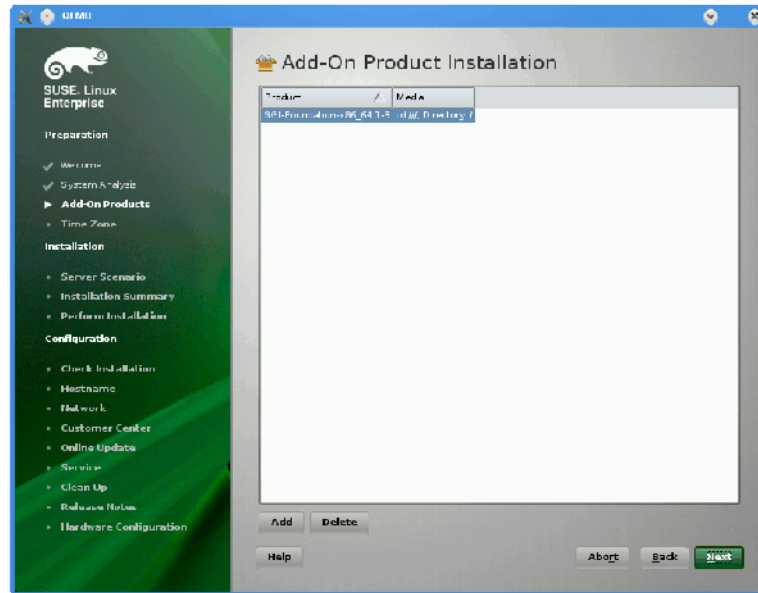 QEMU
SUSE. Linux
Enterprise
Preparation
Welcome
System Analysis
Add-On Products
Time Zone
Installation
Server Scenario
Installation Summary
Perform Installation
Configuration
Check Installation
Hostname
Network
Customer Center
Online Update
Service
Clean Up
Release Notes
Hardware Configuration
Add-On Product Installation
Product Media
Directory: /
Add Delete
Help Abort Back Next